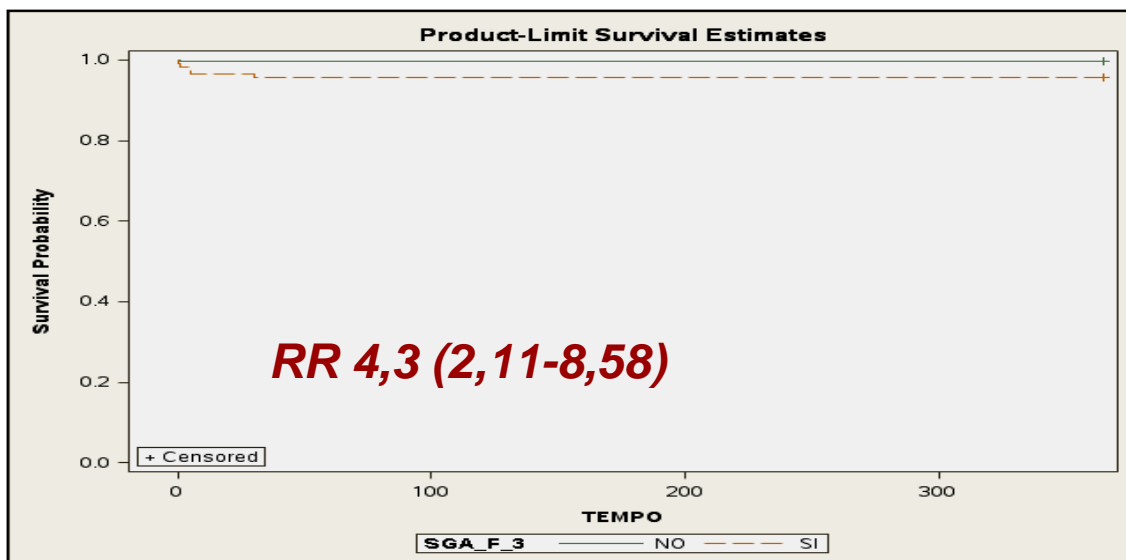 Product-Limit Survival Estimates
1.0
0.8
0.6
0.4
0.2
0.0
Survival Probability
RR 4,3 (2,11-8,58)
+ Censored
0 100 200 300
TEMPO
SGA_F_3 NO SI